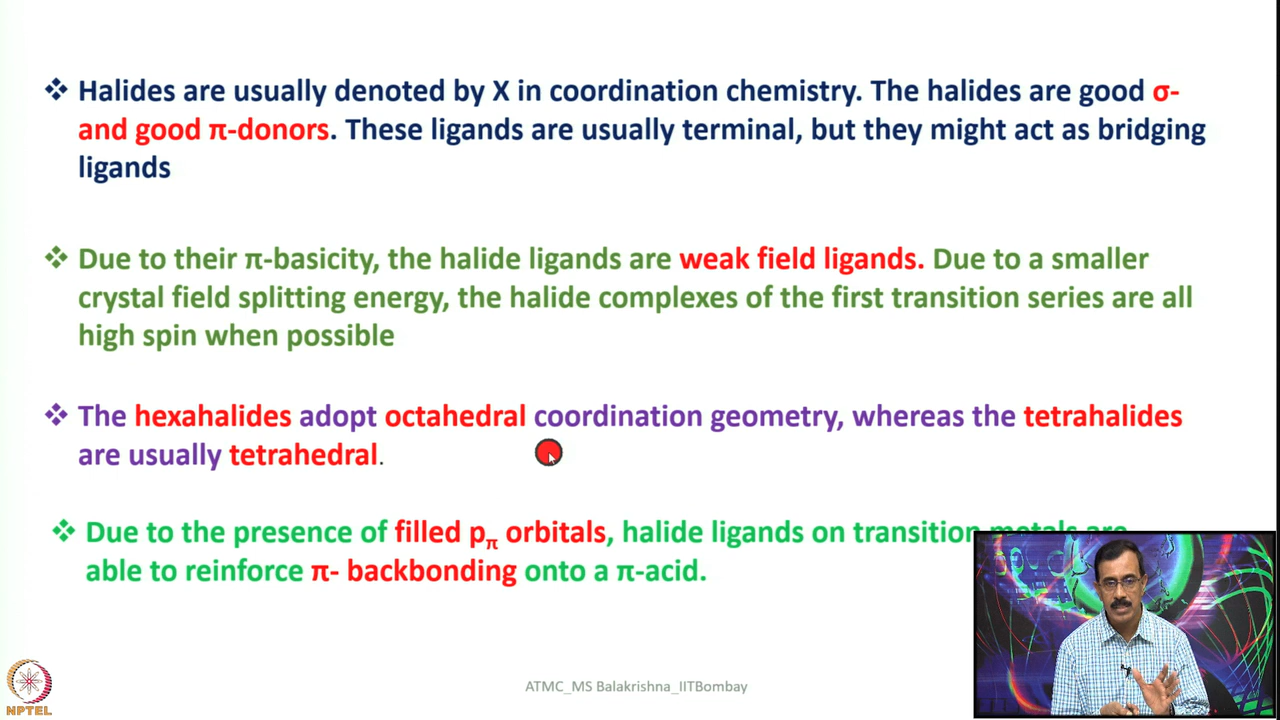 ❖ Halides are usually denoted by X in coordination chemistry. The halides are good σ-
and good π-donors. These ligands are usually terminal, but they might act as bridging
ligands
❖ Due to their π-basicity, the halide ligands are weak field ligands. Due to a smaller
crystal field splitting energy, the halide complexes of the first transition series are all
high spin when possible
❖ The hexahalides adopt octahedral coordination geometry, whereas the tetrahalides
are usually tetrahedral.
❖ Due to the presence of filled pπ orbitals, halide ligands on transition metals are
able to reinforce π- backbonding onto a π-acid.
NPTEL
ATMC_MS Balakrishna_IITBombay